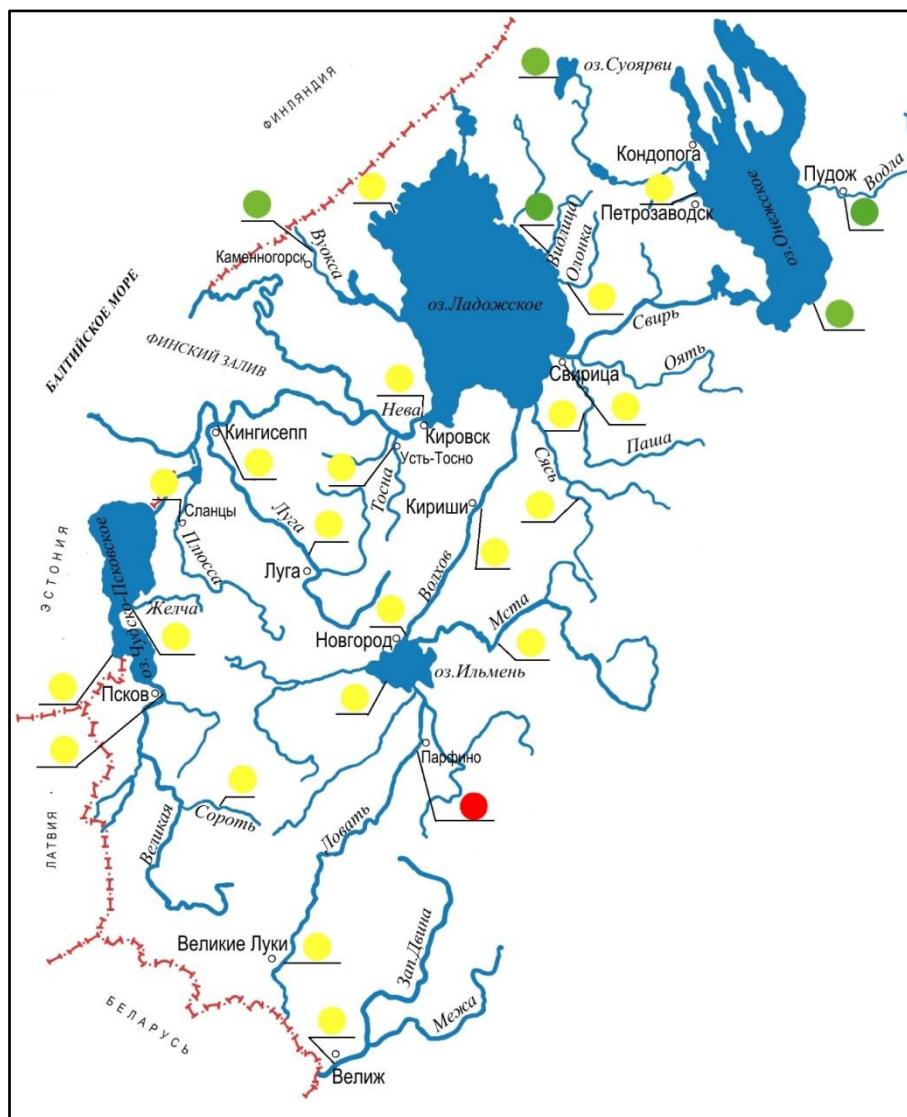 оз.Суоярви
ФИНЛЯНДИЯ
Кондопога
Пудож
Водла
Петрозаводск
оз.Онежское
Видлицо
Олонка
Вуокса
Каменногорск
оз.Ладожское
БАЛТИЙСКОЕ МОРЕ
ФИНСКИЙ ЗАЛИВ
Свирь
Оять
Свирица
Нева
Кировск
Кингисепп
Усть-Тосно
Паша
Сясь
Тосна
Кириши
Сланцы
Луга
Плюсса
Волхов
Луга
ЭСТОНИЯ
оз.Чудско-Псковское
Желча
Мста
Новгород
оз.Ильмень
Псков
Парфино
Сороть
Великая
Ловать
ЛАТВИЯ
Великие Луки
Зап.Двина
Межа
БЕЛАРУСЬ
Велиж